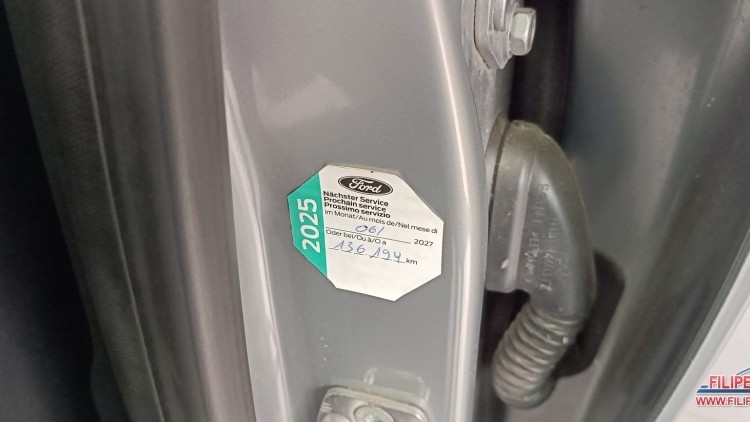 2025
Ford
Nächster Service
Prochain service
Prossimo servizio
im Monat/Au mois de/Nel mese di
06/ 2027
Oder bei/Ou à/O a
136.194 km
FILIPE
WWW.FILIP